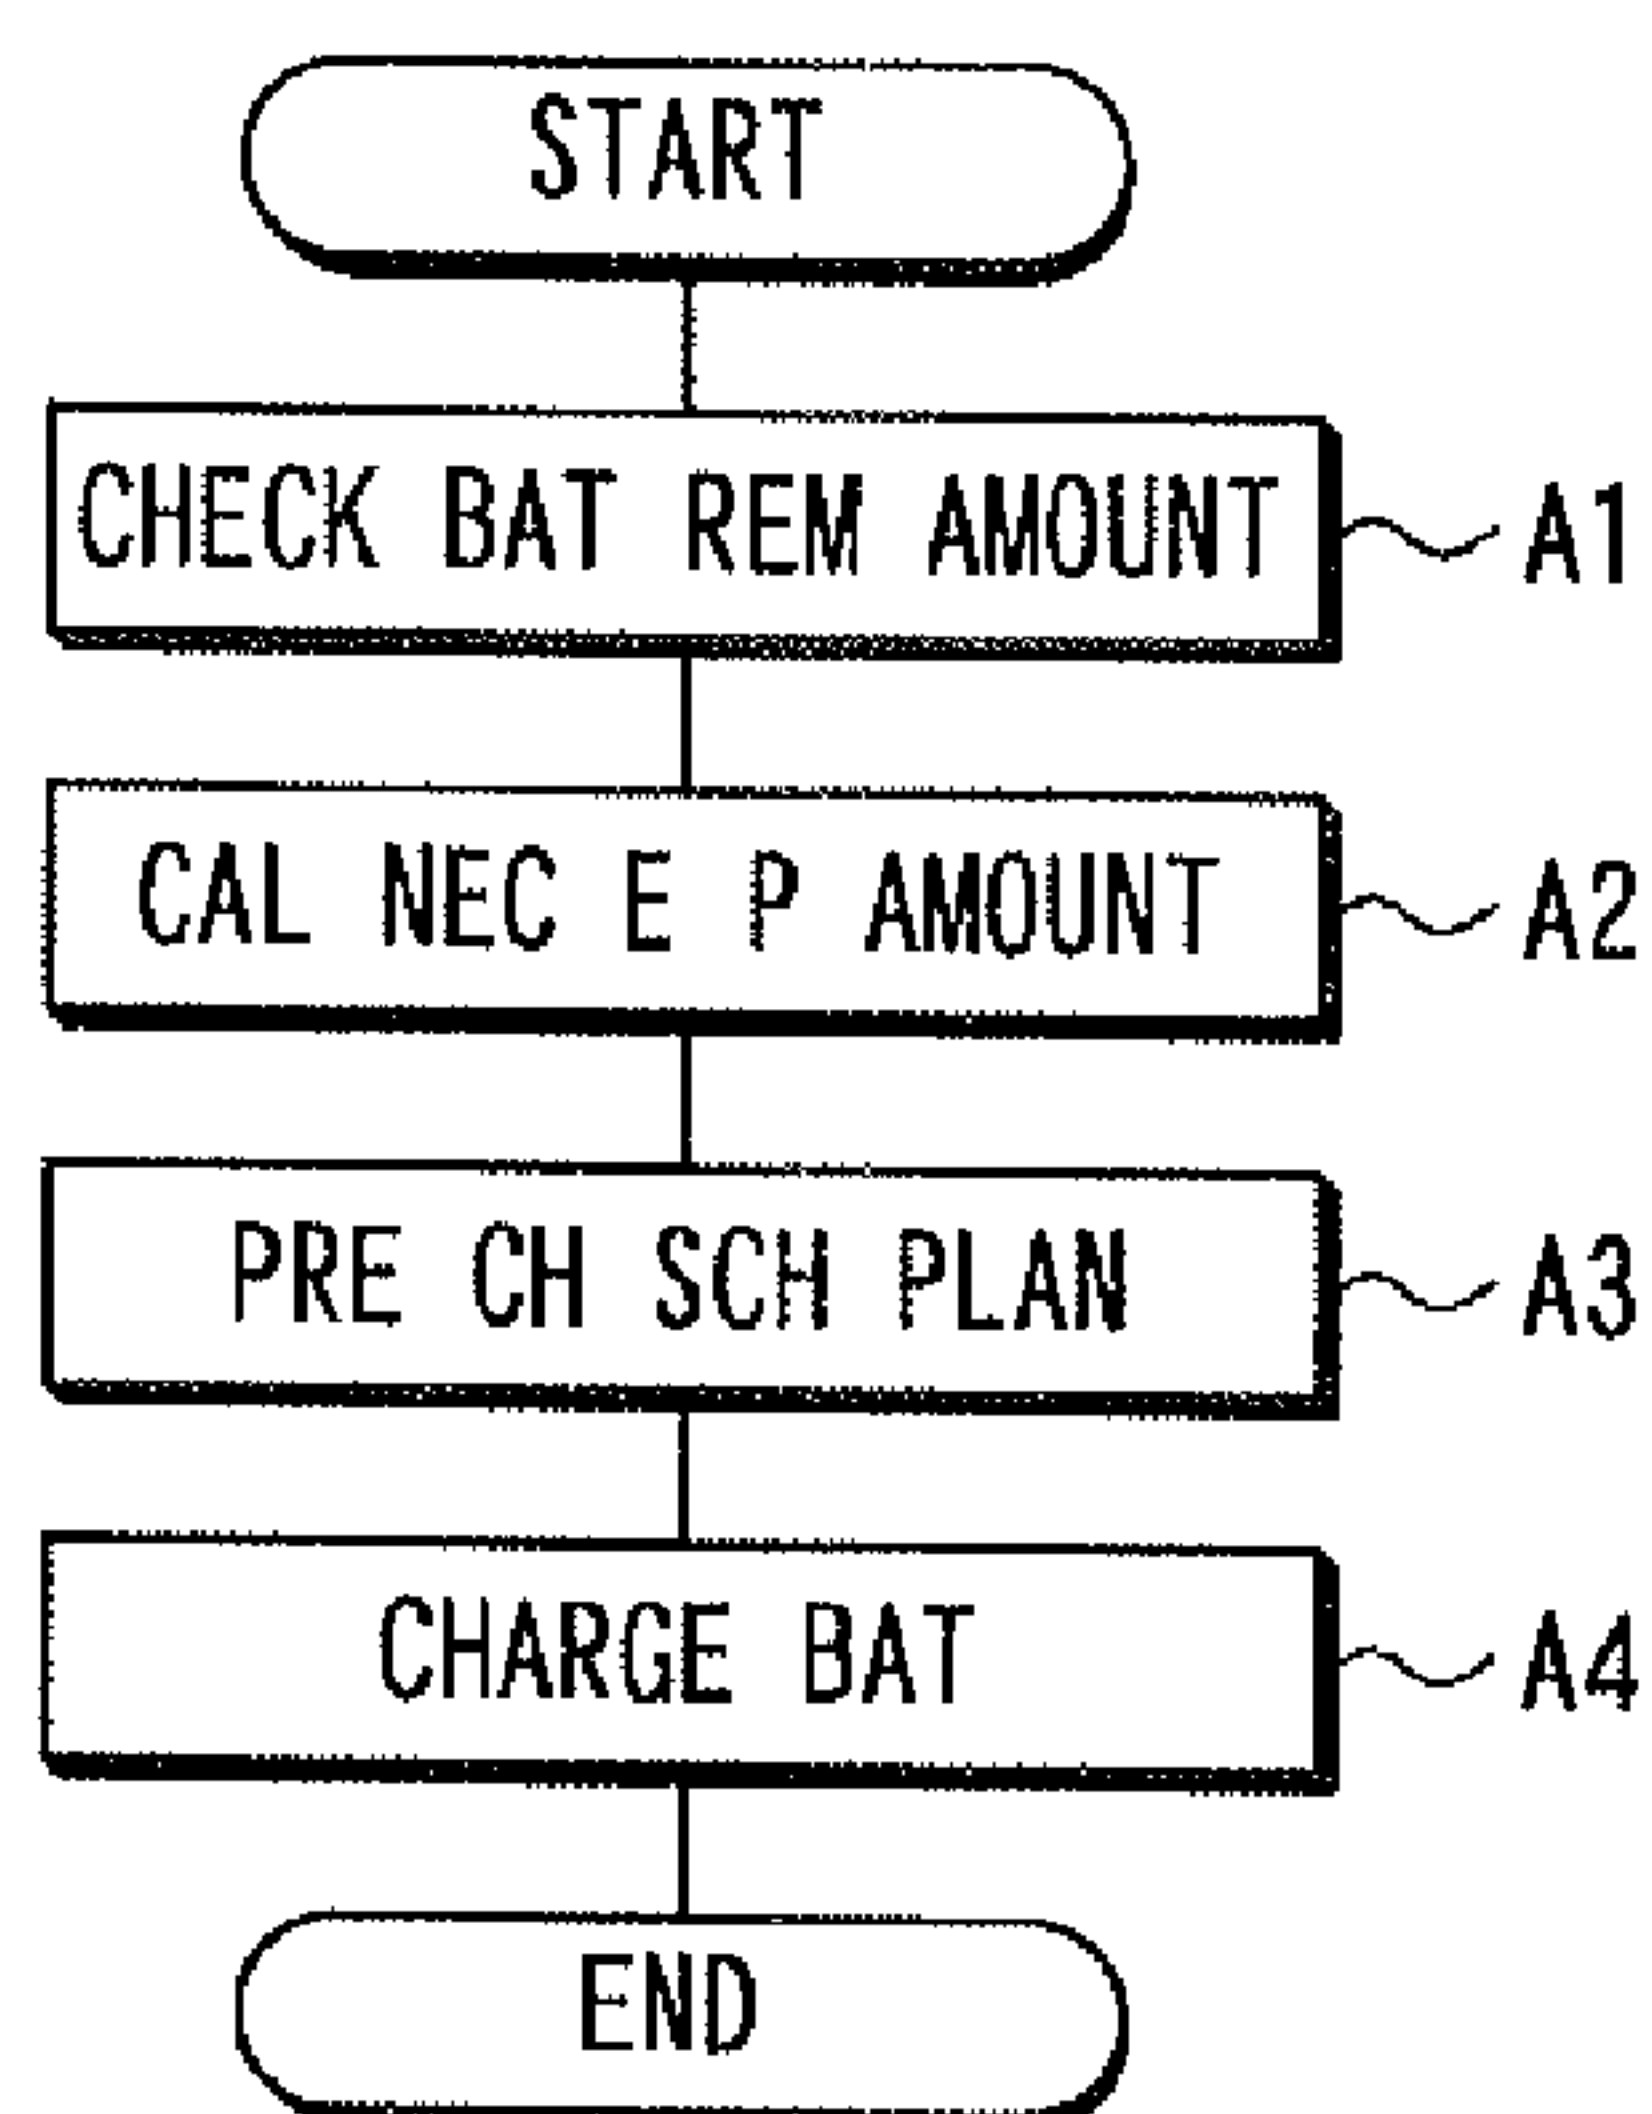 START
CHECK BAT REM AMOUNT A1
CAL NEC E P AMOUNT A2
PRE CH SCH PLAN A3
CHARGE BAT A4
END